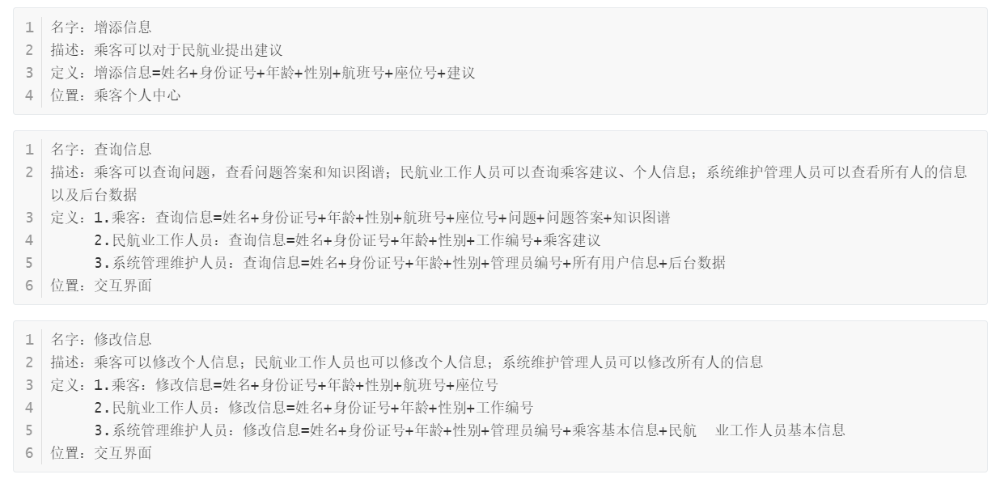 1 名字：增添信息
2 描述：乘客可以对于民航业提出建议
3 定义：增添信息=姓名+身份证号+年龄+性别+航班号+座位号+建议
4 位置：乘客个人中心
1 名字：查询信息
2 描述：乘客可以查询问题，查看问题答案和知识图谱；民航业工作人员可以查询乘客建议、个人信息；系统维护管理人员可以查看所有人的信息
以及后台数据
3 定义：1.乘客：查询信息=姓名+身份证号+年龄+性别+航班号+座位号+问题+问题答案+知识图谱
4 2.民航业工作人员：查询信息=姓名+身份证号+年龄+性别+工作编号+乘客建议
5 3.系统管理维护人员：查询信息=姓名+身份证号+年龄+性别+管理员编号+所有用户信息+后台数据
6 位置：交互界面
1 名字：修改信息
2 描述：乘客可以修改个人信息；民航业工作人员也可以修改个人信息；系统维护管理人员可以修改所有人的信息
3 定义：1.乘客：修改信息=姓名+身份证号+年龄+性别+航班号+座位号
4 2.民航业工作人员：修改信息=姓名+身份证号+年龄+性别+工作编号
5 3.系统管理维护人员：修改信息=姓名+身份证号+年龄+性别+管理员编号+乘客基本信息+民航  业工作人员基本信息
6 位置：交互界面